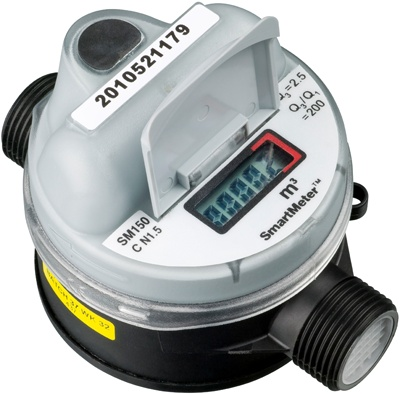 2010521179
Q3=2.5
Q3/Q1
=200
m³
SmartMeter™
SM150
C N1.5